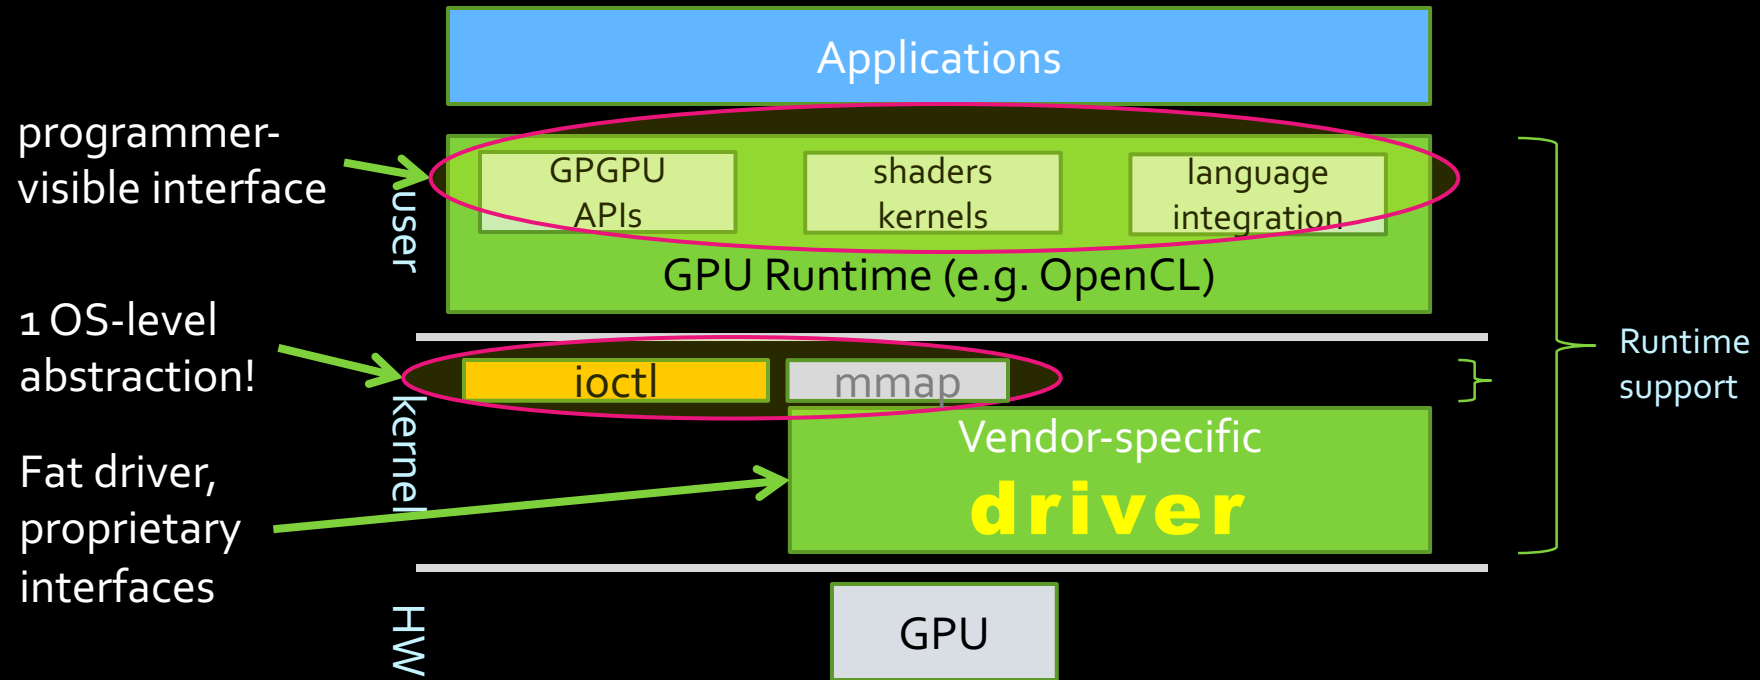 Applications
programmer-
visible interface
GPGPU
APIs
shaders
kernels
language
integration
user
GPU Runtime (e.g. OpenCL)
1 OS-level
abstraction!
ioctl
mmap
Runtime
support
kernel
Vendor-specific
driver
Fat driver,
proprietary
interfaces
HW
GPU